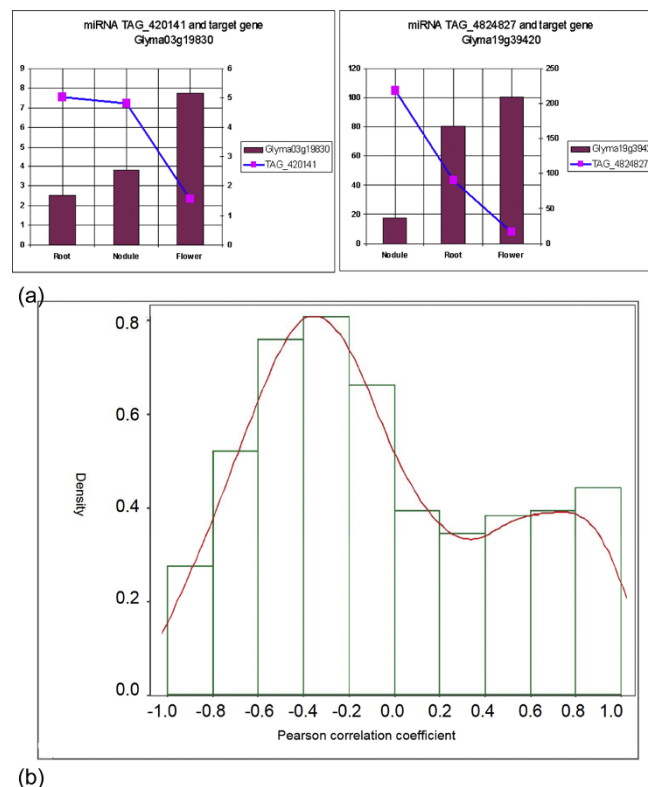 miRNA TAG_420141 and target gene
Glyma03g19830
9
8
7
6
5
4
3
2
1
0
6
5
4
3
2
1
0
Root Nodule Flower
Glyma03g19830
TAG_420141
miRNA TAG_4824827 and target gene
Glyma19g39420
120
100
80
60
40
20
0
250
200
150
100
50
0
Nodule Root Flower
Glyma19g3942
TAG_4824827
(a)
0.8
0.6
0.4
0.2
0.0
Density
-1.0 -0.8 -0.6 -0.4 -0.2 0.0 0.2 0.4 0.6 0.8 1.0
Pearson correlation coefficient
(b)